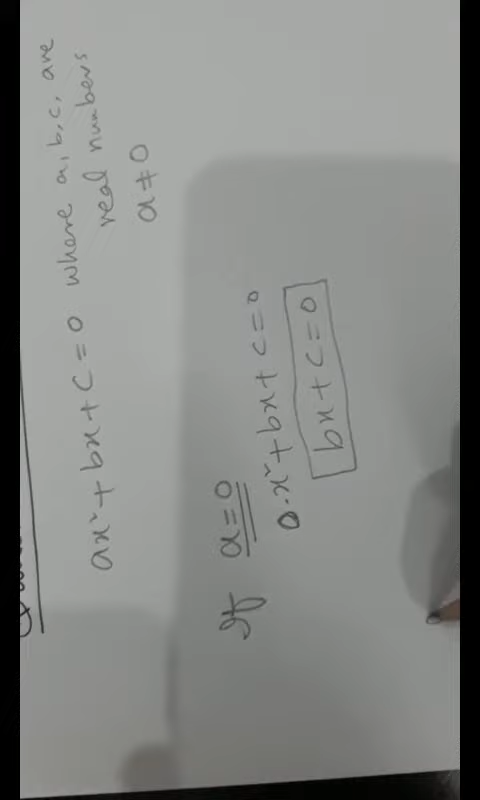 ax² + bx + c = 0 where a, b, c, are
real numbers
a ≠ 0
If a = 0
0·x² + bx + c = 0
bx + c = 0